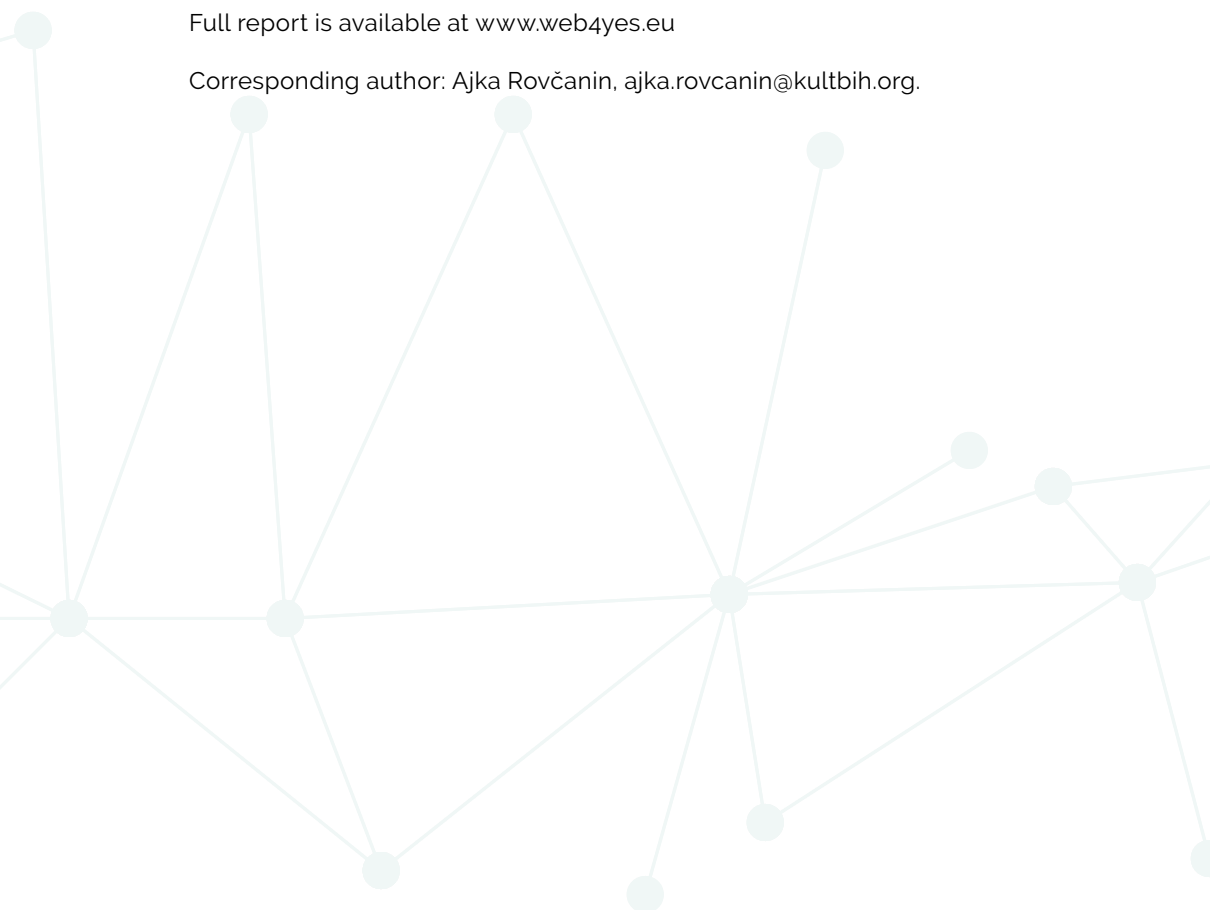 Full report is available at www.web4yes.eu
Corresponding author: Ajka Rovčanin, ajka.rovcanin@kultbih.org.